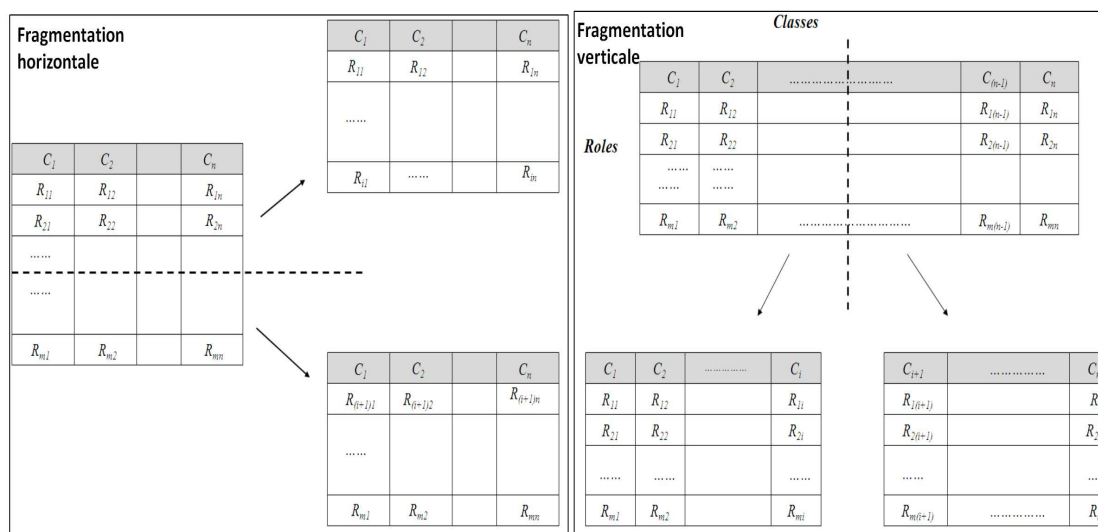 Fragmentation
horizontale
C1 C2 Cn
R11 R12 R1n
R21 R22 R2n
……
……
Rm1 Rm2 Rmn
C1 C2 Cn
R11 R12 R1n
……
Ri1 …… Rin
C1 C2 Cn
R(i+1)1 R(i+1)2 R(i+1)n
……
Rm1 Rm2 Rmn
Fragmentation
verticale
Classes
Roles
C1 C2 …………………… C(n-1) Cn
R11 R12 R1(n-1) R1n
R21 R22 R2(n-1) R2n
…… ……
…… ……
Rm1 Rm2 ………………………… Rm(n-1) Rmn
C1 C2 ………… Ci
R11 R12 R1i
R21 R22 R2i
…… …… ……
Rm1 Rm2 Rmi
Ci+1 …………
R1(i+1)
R2(i+1)
……
Rm(i+1) …………